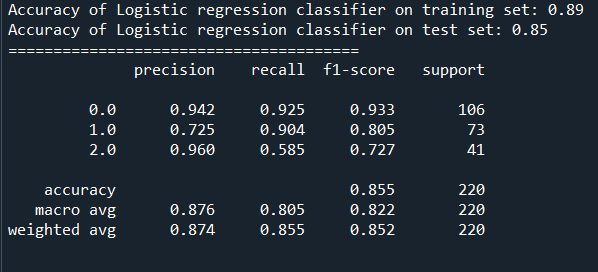 Accuracy of Logistic regression classifier on training set: 0.89
Accuracy of Logistic regression classifier on test set: 0.85
=======================================
precision recall f1-score support
0.0 0.942 0.925 0.933 106
1.0 0.725 0.904 0.805 73
2.0 0.960 0.585 0.727 41
accuracy 0.855 220
macro avg 0.876 0.805 0.822 220
weighted avg 0.874 0.855 0.852 220